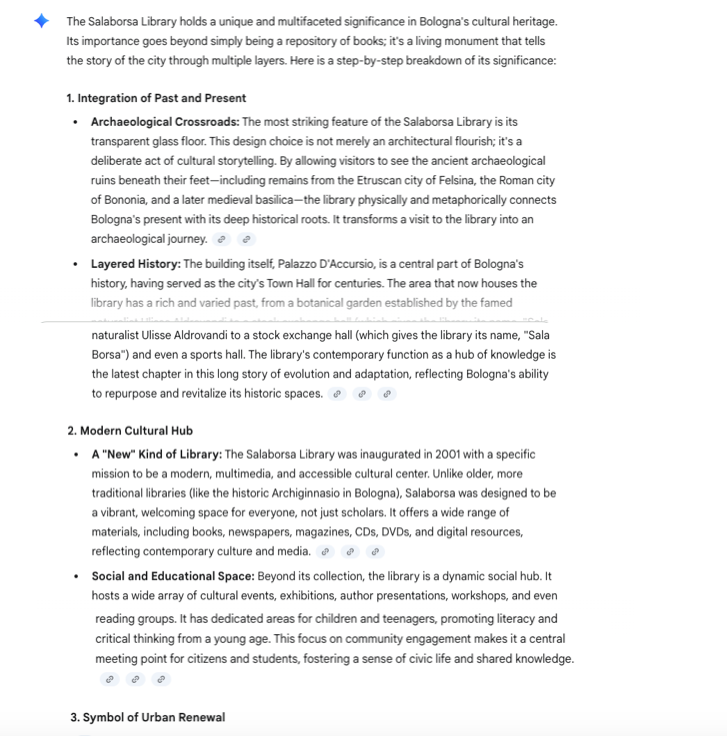 The Salaborsa Library holds a unique and multifaceted significance in Bologna's cultural heritage.
Its importance goes beyond simply being a repository of books; it's a living monument that tells
the story of the city through multiple layers. Here is a step-by-step breakdown of its significance:
1. Integration of Past and Present
• Archaeological Crossroads: The most striking feature of the Salaborsa Library is its
transparent glass floor. This design choice is not merely an architectural flourish; it's a
deliberate act of cultural storytelling. By allowing visitors to see the ancient archaeological
ruins beneath their feet—including remains from the Etruscan city of Felsina, the Roman city
of Bononia, and a later medieval basilica—the library physically and metaphorically connects
Bologna's present with its deep historical roots. It transforms a visit to the library into an
archaeological journey.
• Layered History: The building itself, Palazzo D'Accursio, is a central part of Bologna's
history, having served as the city's Town Hall for centuries. The area that now houses the
library has a rich and varied past, from a botanical garden established by the famed
naturalist Ulisse Aldrovandi to a stock exchange hall (which gives the library its name, "Sala
Borsa") and even a sports hall. The library's contemporary function as a hub of knowledge is
the latest chapter in this long story of evolution and adaptation, reflecting Bologna's ability
to repurpose and revitalize its historic spaces.
2. Modern Cultural Hub
• A "New" Kind of Library: The Salaborsa Library was inaugurated in 2001 with a specific
mission to be a modern, multimedia, and accessible cultural center. Unlike older, more
traditional libraries (like the historic Archiginnasio in Bologna), Salaborsa was designed to be
a vibrant, welcoming space for everyone, not just scholars. It offers a wide range of
materials, including books, newspapers, magazines, CDs, DVDs, and digital resources,
reflecting contemporary culture and media.
• Social and Educational Space: Beyond its collection, the library is a dynamic social hub. It
hosts a wide array of cultural events, exhibitions, author presentations, workshops, and even
reading groups. It has dedicated areas for children and teenagers, promoting literacy and
critical thinking from a young age. This focus on community engagement makes it a central
meeting point for citizens and students, fostering a sense of civic life and shared knowledge.
3. Symbol of Urban Renewal